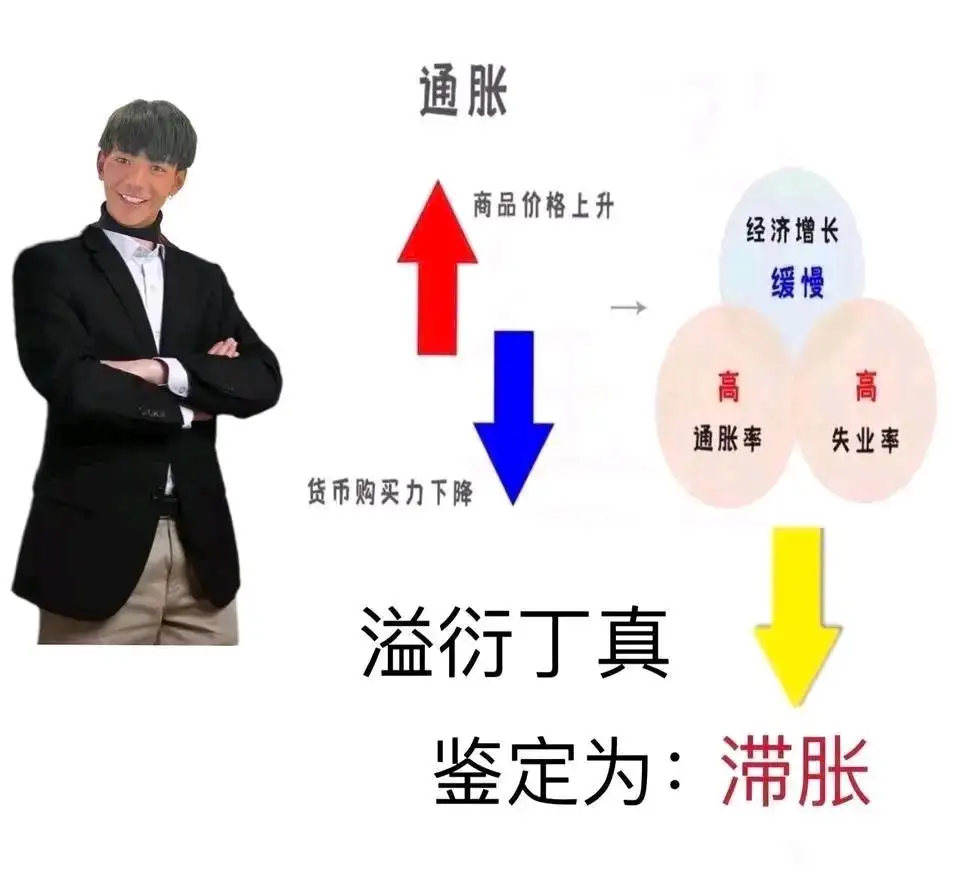 通胀
商品价格上升
经济增长
缓慢
高
通胀率
高
失业率
货币购买力下降
溢衍丁真
鉴定为：滞胀